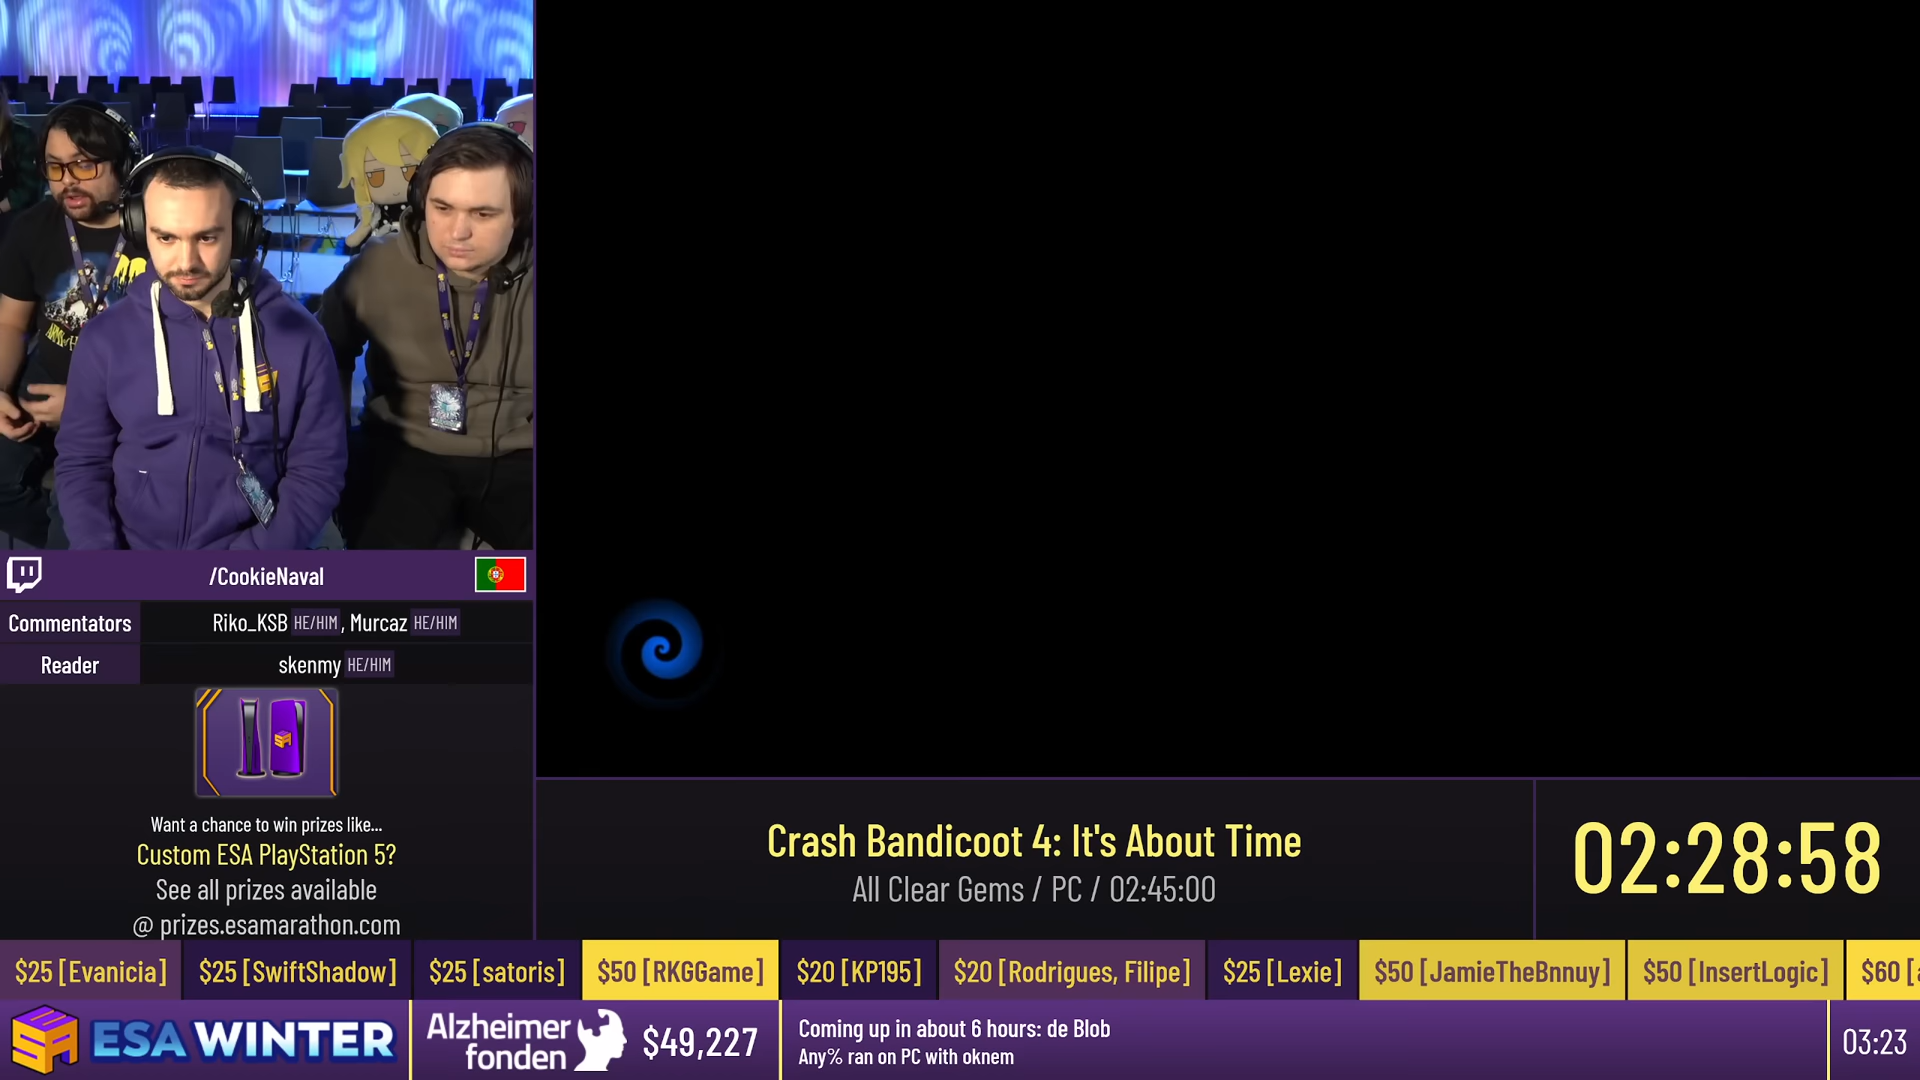 /CookieNaval
Commentators
Riko_KSB HE/HIM, Murcaz HE/HIM
Reader
skenmy HE/HIM
Want a chance to win prizes like...
Custom ESA PlayStation 5?
See all prizes available
@ prizes.esamarathon.com
Crash Bandicoot 4: It's About Time
All Clear Gems / PC / 02:45:00
02:28:58
$25 [Evanicia] $25 [SwiftShadow] $25 [satoris] $50 [RKGGame] $20 [KP195] $20 [Rodrigues, Filipe] $25 [Lexie] $50 [JamieTheBnnuy] $50 [InsertLogic] $60 [
ESA WINTER
Alzheimer
fonden
$49,227
Coming up in about 6 hours: de Blob
Any% ran on PC with oknem
03:23